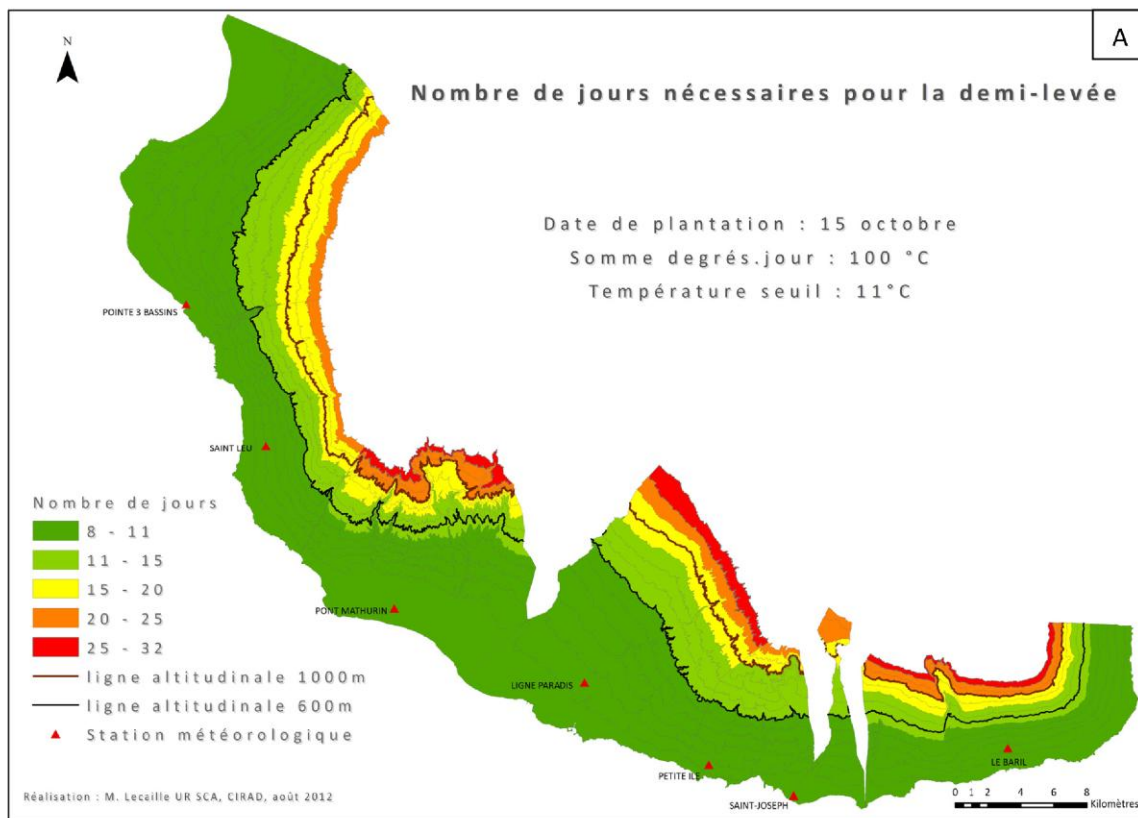 A
N
Nombre de jours nécessaires pour la demi-levée
Date de plantation : 15 octobre
Somme degrés.jour : 100 °C
Température seuil : 11°C
POINTE 3 BASSINS
SAINT LEU
PONT MATHURIN
LIGNE PARADIS
PETITE ILE
SAINT-JOSEPH
LE BARIL
Nombre de jours
8 - 11
11 - 15
15 - 20
20 - 25
25 - 32
ligne altitudinale 1000m
ligne altitudinale 600m
Station météorologique
Réalisation : M. Lecaille UR SCA, CIRAD, août 2012
0 1 2 4 6 8
Kilomètres